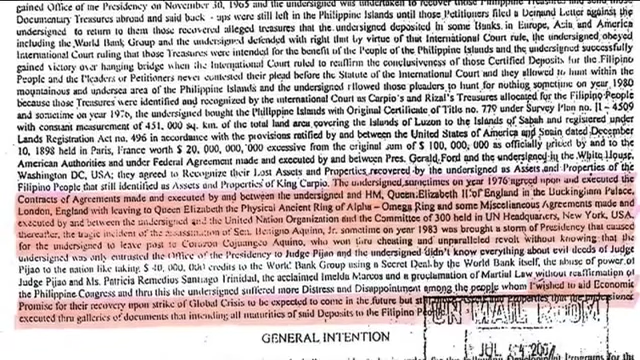 gained Office of the Presidency on November 30, 1965 and the undersigned was undertaken to recover those
Documentary Treasures abroad and said back - ups were still left in the Philippine Islands until those Petitioners filed a Demand Letter against the
undersigned to return to them those recovered alleged treasures that the undersigned deposited in some Banks in Europe, Asia and America
including the World Bank Group and the undersigned defended with right that by virtue of that International Court rule, the undersigned obeyed
International Court ruling that those Treasures were intended for the benefit of the People of the Philippine Islands and the undersigned successfully
gained victory over hanging bridge when the International Court ruled to reaffirm the conclusiveness of those Certified Deposits for the Filipino
People and the Pleaders or Petitioners never contested their plead before the Statute of the International Court and they allowed to hunt within the
mountainous and undersea area of the Philippine Islands and the undersigned allowed those pleaders to hunt for nothing something on year 1980
because those Treasures were identified and recognized by the International Court as Carpio's and Rizal's Treasures allocated for the Filipino People
and sometime on year 1976, the undersigned bought the Philippine Islands with Original Certificate of Title no. 779 under Survey Plan no. II - 4509
with constant measurement of 451, 000 sq. km. of the total land area covering the Islands of Luzon to the Islands of Sabah and registered under
Lands Registration Act no. 496 in accordance with the provisions ratified by and between the United States of America and Spain dated December
10, 1898 held in Paris, France worth $ 20, 000, 000, '000 excessive from the original sum of $ 100, 000, 000 as officially priced by and to the
American Authorities and under Federal Agreement made and executed by and between Pres. Gerald Ford and the undersigned in the White House,
Washington DC, USA; they agreed to Recognize their Lost Assets and Properties recovered by the undersigned as Assets and Properties of the
Filipino People that still identified as Assets and Properties of King Carpio. The undersigned sometimes on year 1976 agreed upon and executed the
Contracts of Agreements made and executed by and between the undersigned and HM, Queen Elizabeth II of England in the Buckingham Palace,
London, England with leaving to Queen Elizabeth the Physical Ancient Ring of Alpha - Omega Ring and some Miscellaneous Agreements made and
executed by and between the undersigned and the United Nation Organization and the Committee of 300 held in UN Headquarters, New York, USA,
thereafter, the tragic incident of the assassination of Sen. Benigno Aquino, Jr. sometime on year 1983 was brought a storm of Presidency that caused
for the undersigned to leave post to Corazon Cojuangco Aquino, who won thru cheating and unparalleled revels without knowing that the
undersigned was only entrusted the Office of the Presidency to Judge Pijao and the undersigned didn't know everything about evil deeds of Judge
Pijao to the nation like taking $ 40, 000, 000 credits to the World Bank Group using a Secret Deal by the World Bank itself, the abuse of power of
Judge Pijao and Ms. Patricia Remedios Santiago Trinidad, the acclaimed Imelda Marcos and a proclamation of Martial Law without reaffirmation of
the Philippine Congress and thru this the undersigned suffered more Distress and Disappointment among the people whom I wished to aid Economic
Promise for their recovery upon strike of Global Crisis to be expected to come in the future but still those Assets and Properties that the undersigned
executed thru galleries of documents that intending all maturities of said Deposits to the Filipino
UN MAIL ROOM
GENERAL INTENTION
JUL